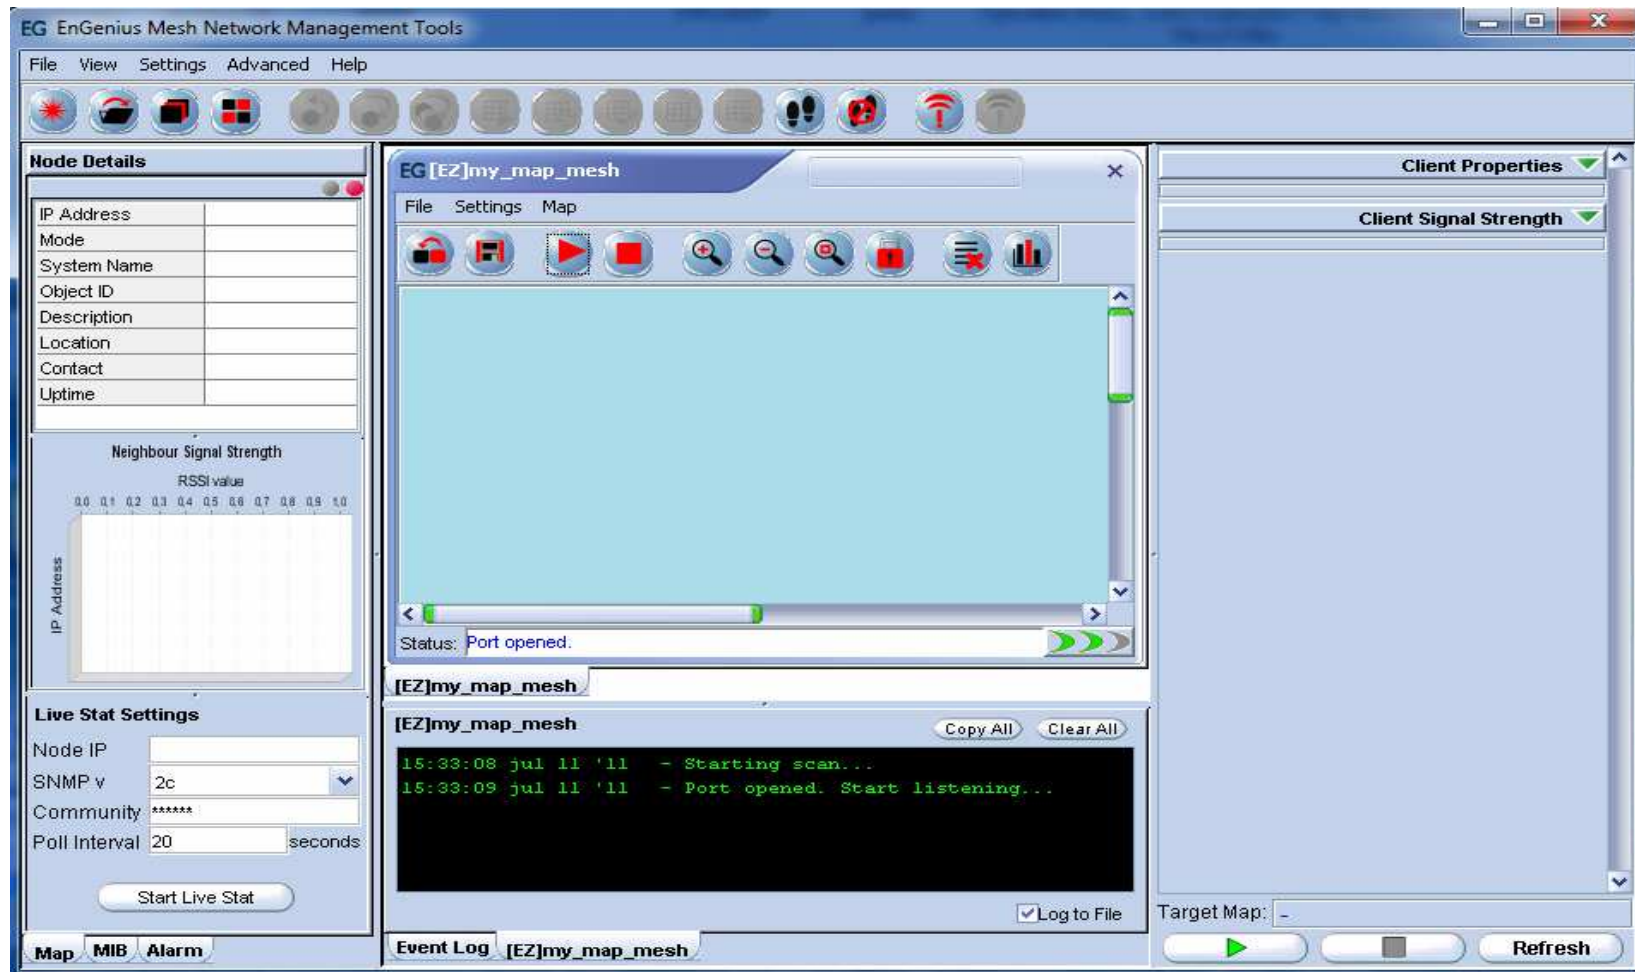 EG EnGenius Mesh Network Management Tools
File View Settings Advanced Help
Node Details
IP Address
Mode
System Name
Object ID
Description
Location
Contact
Uptime
Neighbour Signal Strength
RSSI value
0.0 0.1 0.2 0.3 0.4 0.5 0.6 0.7 0.8 0.9 1.0
IP Address
Live Stat Settings
Node IP
SNMP v 2c
Community ******
Poll Interval 20 seconds
Start Live Stat
Map MIB Alarm
EG [EZ]my_map_mesh
File Settings Map
Status: Port opened.
[EZ]my_map_mesh
[EZ]my_map_mesh Copy All Clear All
15:33:08 jul 11 '11 - Starting scan...
15:33:09 jul 11 '11 - Port opened. Start listening...
Log to File
Event Log [EZ]my_map_mesh
Client Properties
Client Signal Strength
Target Map: -
Refresh